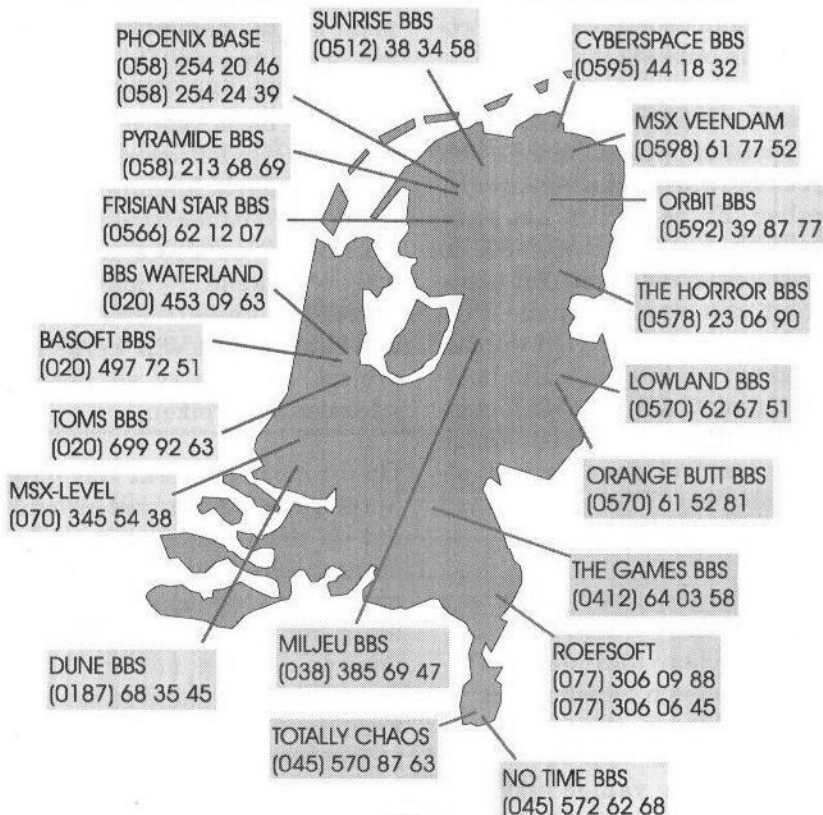 SUNRISE BBS
(0512) 38 34 58
PHOENIX BASE
(058) 254 20 46
(058) 254 24 39
CYBERSPACE BBS
(0595) 44 18 32
MSX VEENDAM
(0598) 61 77 52
PYRAMIDE BBS
(058) 213 68 69
FRISIAN STAR BBS
(0566) 62 12 07
ORBIT BBS
(0592) 39 87 77
BBS WATERLAND
(020) 453 09 63
THE HORROR BBS
(0578) 23 06 90
BASOFT BBS
(020) 497 72 51
LOWLAND BBS
(0570) 62 67 51
TOMS BBS
(020) 699 92 63
ORANGE BUTT BBS
(0570) 61 52 81
MSX-LEVEL
(070) 345 54 38
THE GAMES BBS
(0412) 64 03 58
DUNE BBS
(0187) 68 35 45
MILJEU BBS
(038) 385 69 47
ROEFSOFT
(077) 306 09 88
(077) 306 06 45
TOTALLY CHAOS
(045) 570 87 63
NO TIME BBS
(045) 572 62 68